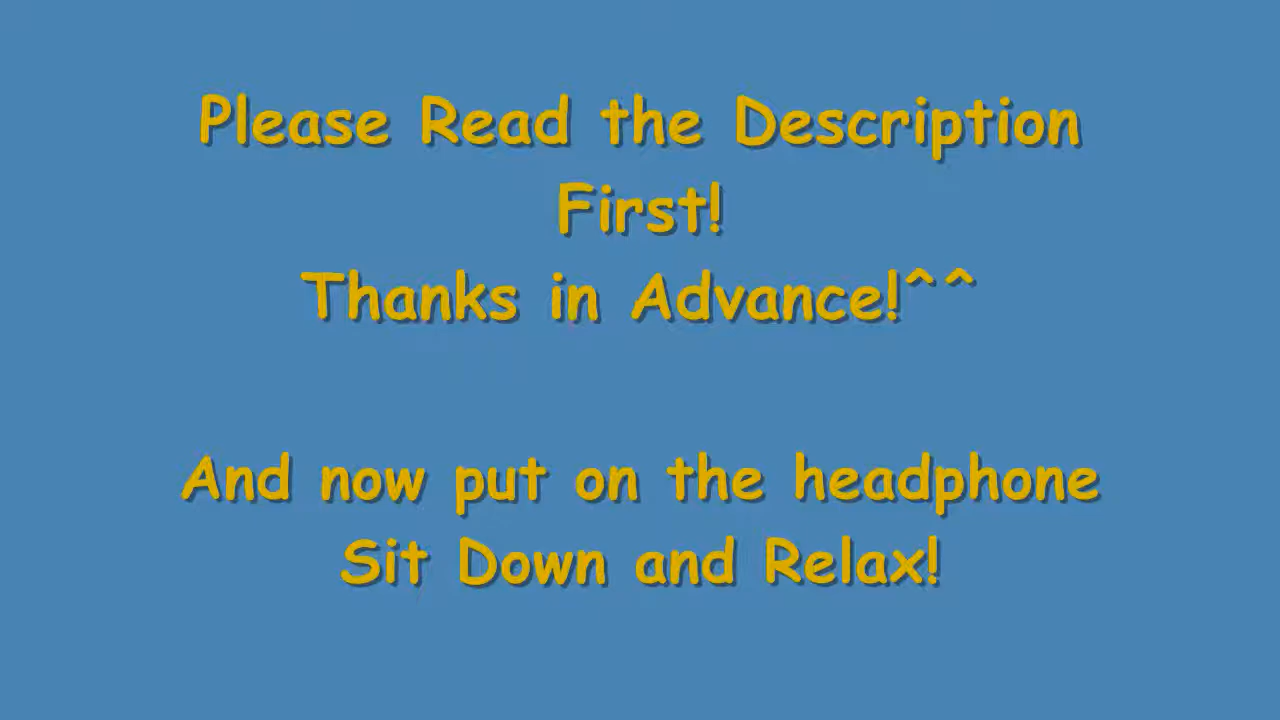 Please Read the Description
First!
Thanks in Advance!^^
And now put on the headphone
Sit Down and Relax!